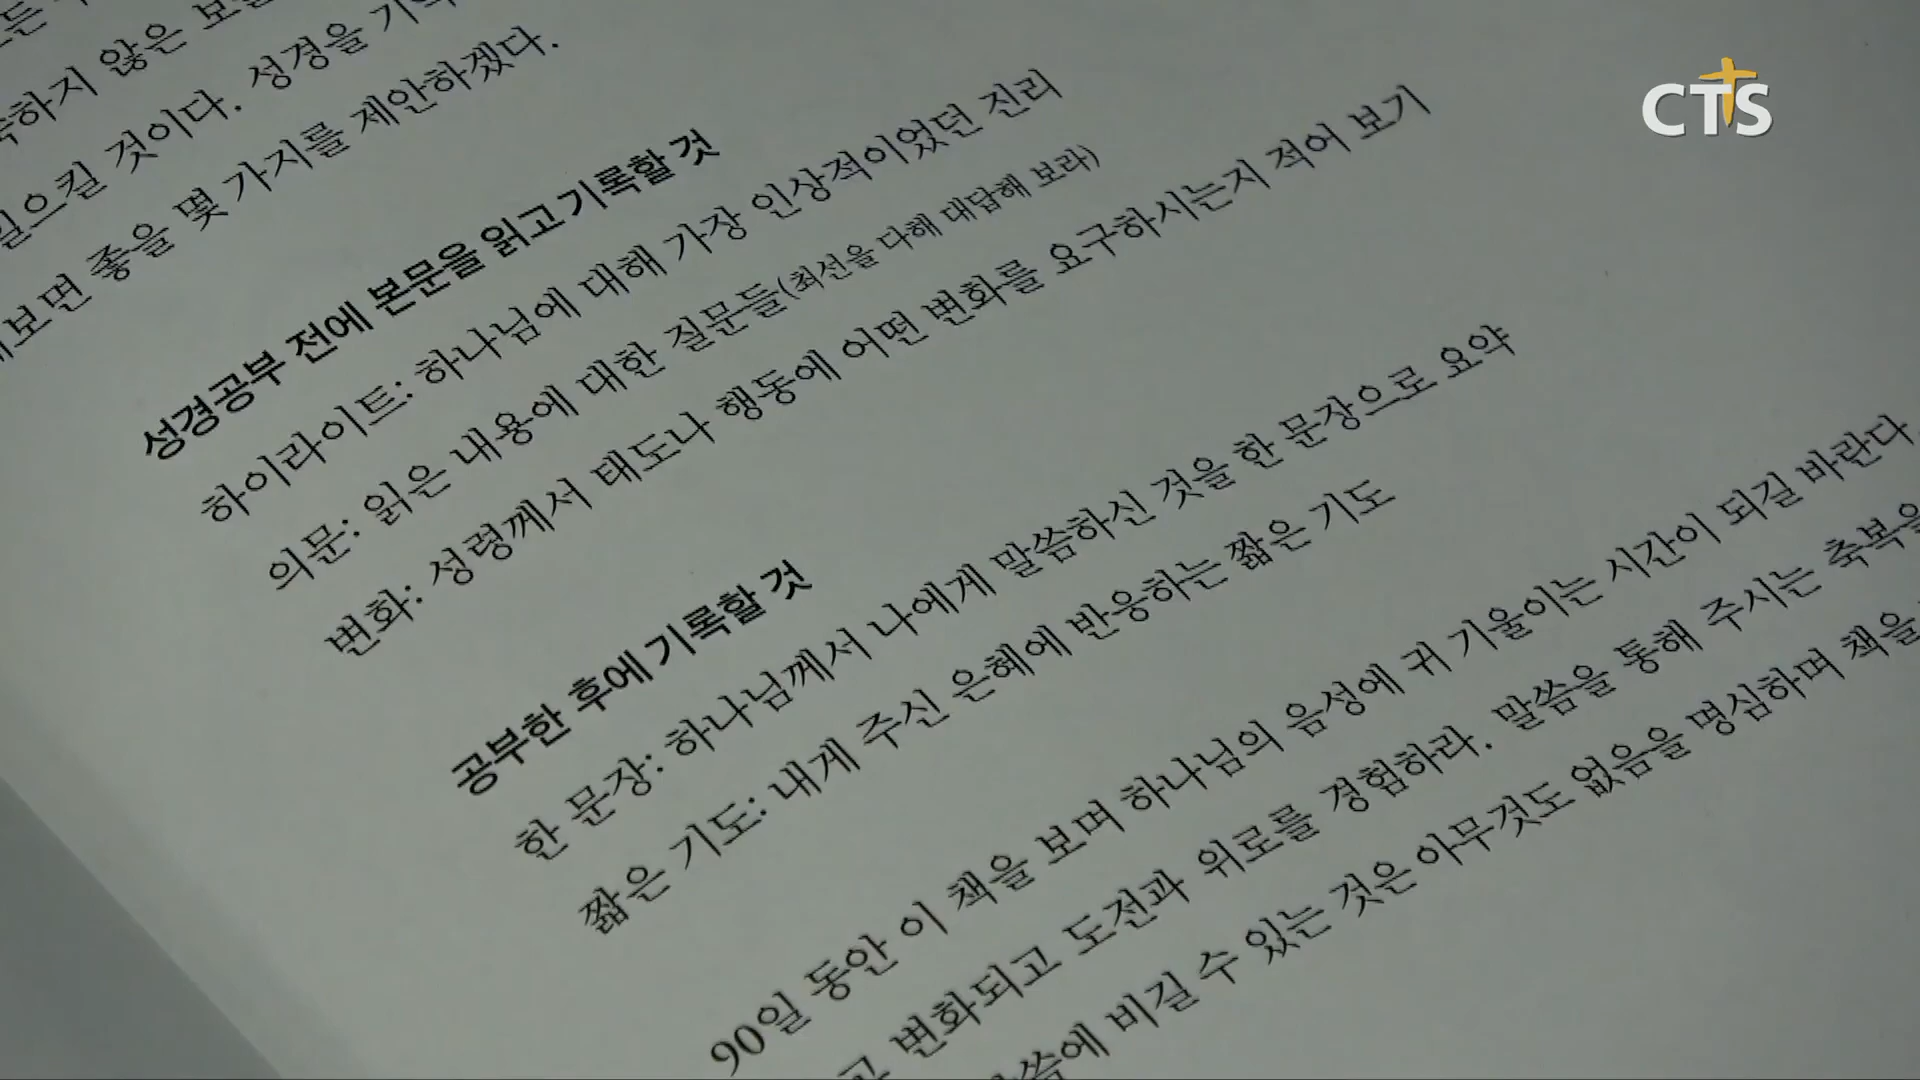 않은
일으킬 것이다. 성경을
좋을 몇 가지를 제안하겠다.
성경공부 전에 본문을 읽고 기록할 것
하이라이트: 하나님에 대해 가장 인상적이었던 진리
의문: 읽은 내용에 대한 질문들(최선을 다해 대답해 보라)
변화: 성령께서 태도나 행동에 어떤 변화를 요구하시는지 적어 보기
공부한 후에 기록할 것
한 문장: 하나님께서 나에게 말씀하신 것을 한 문장으로 요약
짧은 기도: 내게 주신 은혜에 반응하는 짧은 기도
90일 동안 이 책을 보며 하나님의 음성에 귀 기울이는 시간이 되길 바란다.
변화되고 도전과 위로를 경험하라. 말씀을 통해 주시는 축복을
비길 수 있는 것은 아무것도 없음을 명심하며 책을
CTS